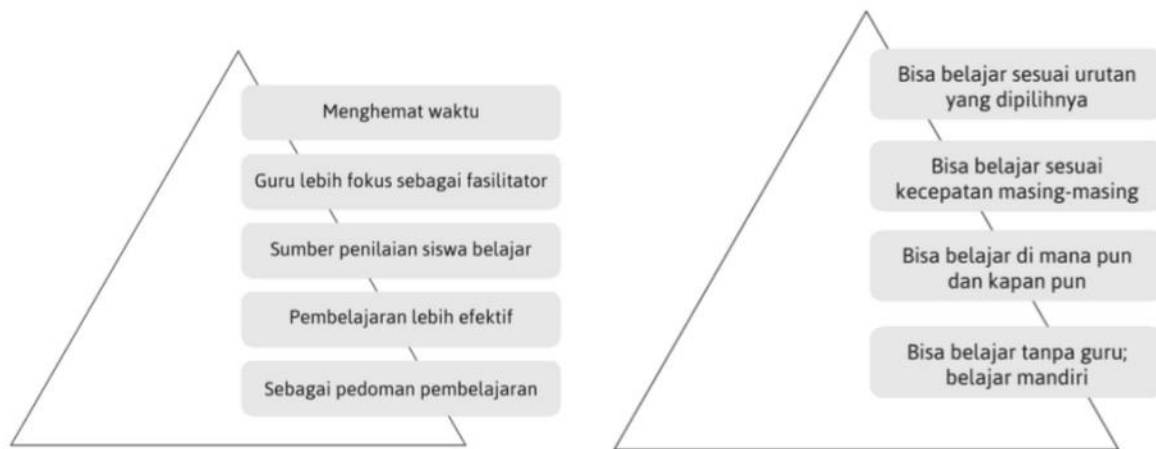 Menghemat waktu
Guru lebih fokus sebagai fasilitator
Sumber penilaian siswa belajar
Pembelajaran lebih efektif
Sebagai pedoman pembelajaran
Bisa belajar sesuai urutan
yang dipilihnya
Bisa belajar sesuai
kecepatan masing-masing
Bisa belajar di mana pun
dan kapan pun
Bisa belajar tanpa guru;
belajar mandiri